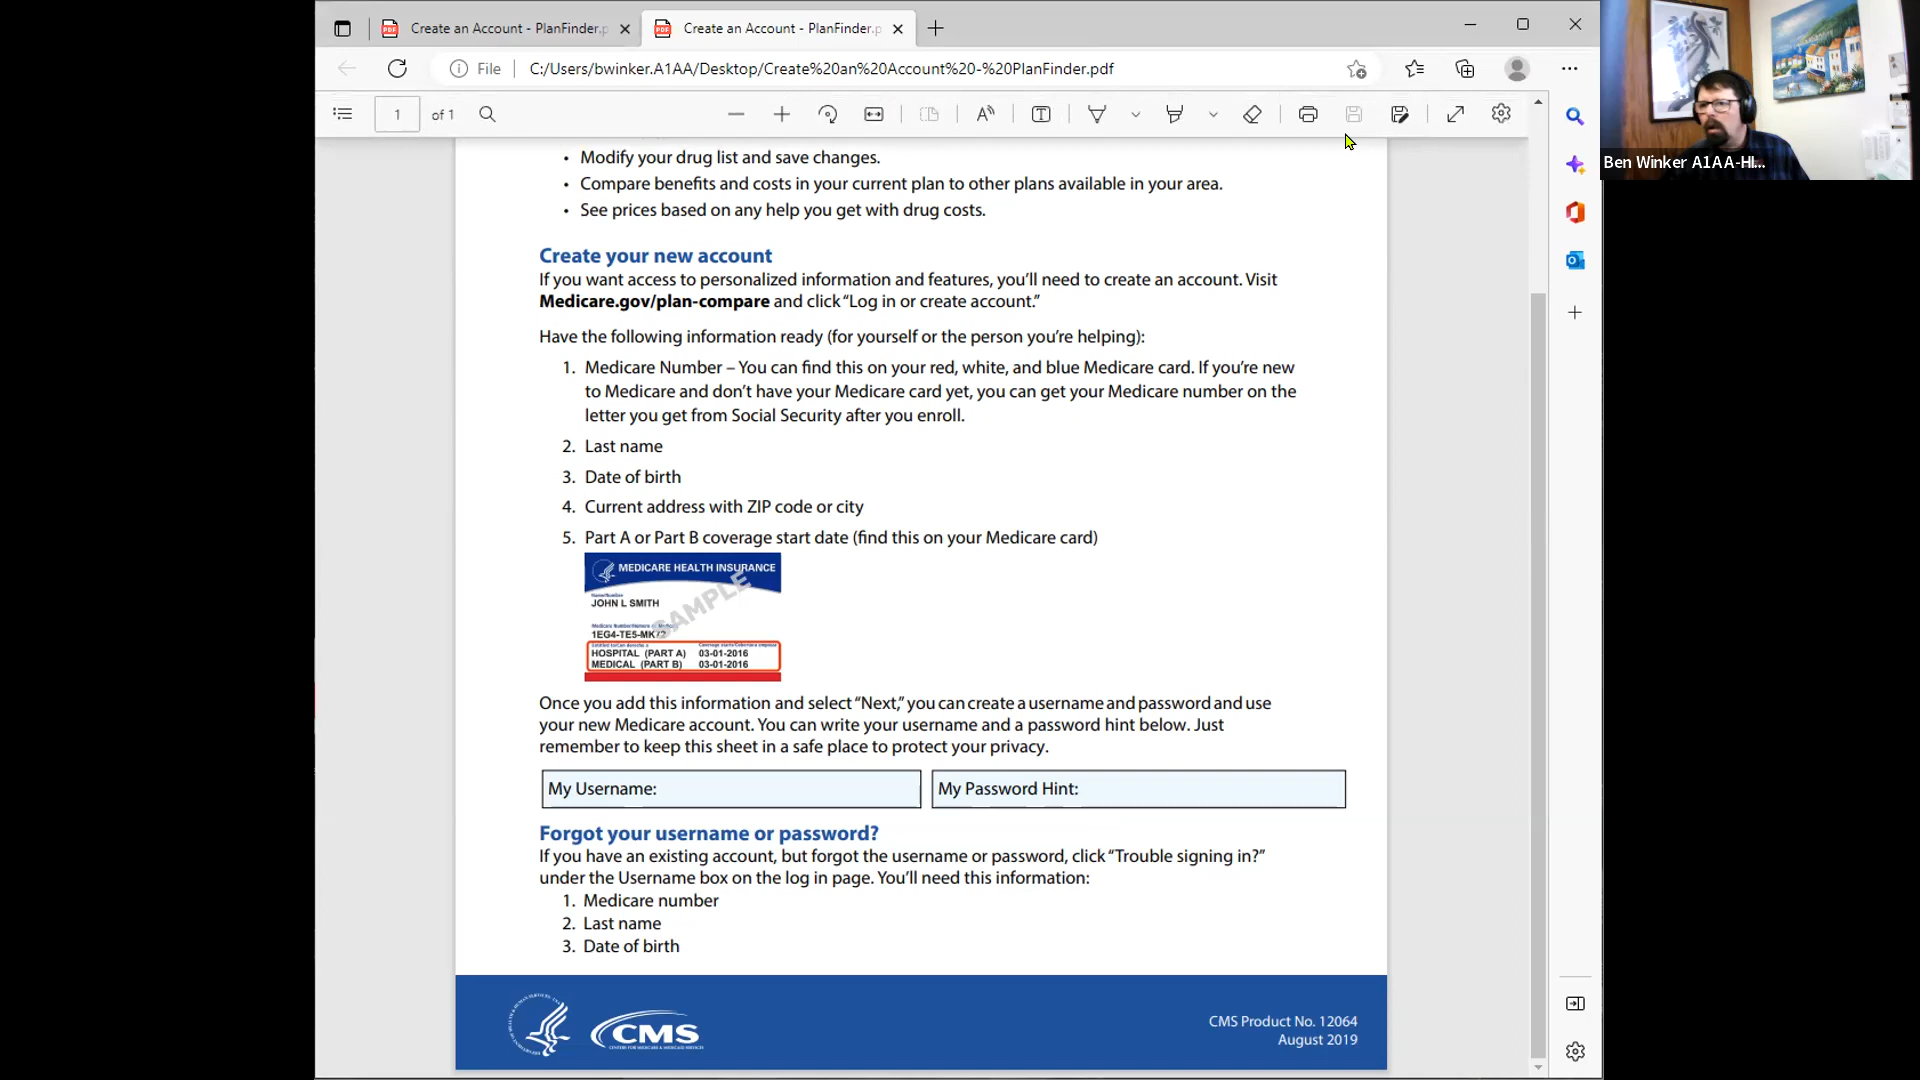 Create an Account - PlanFinder.p
Create an Account - PlanFinder.p
File
C:/Users/bwinker.A1AA/Desktop/Create%20an%20Account%20-%20PlanFinder.pdf
1 of 1
Ben Winker A1AA-HI...
• Modify your drug list and save changes.
• Compare benefits and costs in your current plan to other plans available in your area.
• See prices based on any help you get with drug costs.
Create your new account
If you want access to personalized information and features, you’ll need to create an account. Visit
Medicare.gov/plan-compare and click “Log in or create account.”
Have the following information ready (for yourself or the person you’re helping):
1. Medicare Number – You can find this on your red, white, and blue Medicare card. If you’re new
to Medicare and don’t have your Medicare card yet, you can get your Medicare number on the
letter you get from Social Security after you enroll.
2. Last name
3. Date of birth
4. Current address with ZIP code or city
5. Part A or Part B coverage start date (find this on your Medicare card)
MEDICARE HEALTH INSURANCE
SAMPLE
JOHN L SMITH
1EG4-TE5-MK72
HOSPITAL (PART A) 03-01-2016
MEDICAL (PART B) 03-01-2016
Once you add this information and select “Next,” you can create a username and password and use
your new Medicare account. You can write your username and a password hint below. Just
remember to keep this sheet in a safe place to protect your privacy.
My Username:
My Password Hint:
Forgot your username or password?
If you have an existing account, but forgot the username or password, click “Trouble signing in?”
under the Username box on the log in page. You’ll need this information:
1. Medicare number
2. Last name
3. Date of birth
CMS
CENTERS FOR MEDICARE & MEDICAID SERVICES
CMS Product No. 12064
August 2019